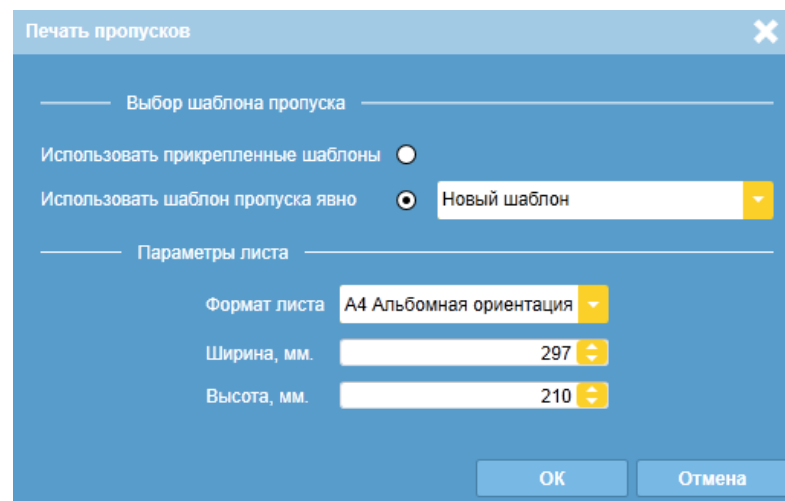 Печать пропусков
Выбор шаблона пропуска
Использовать прикрепленные шаблоны
Использовать шаблон пропуска явно Новый шаблон
Параметры листа
Формат листа А4 Альбомная ориентация
Ширина, мм. 297
Высота, мм. 210
ОК Отмена